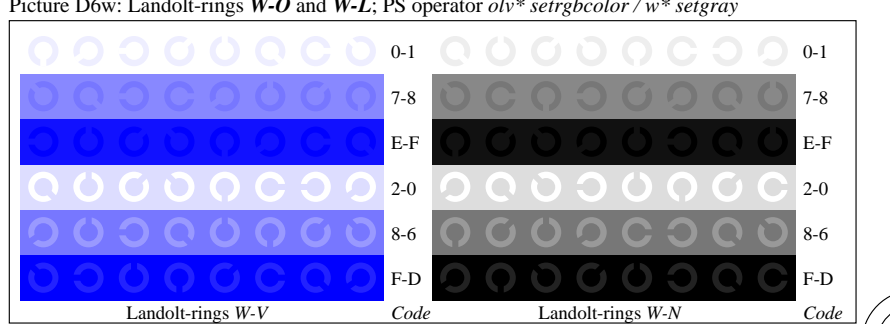 Picture D6w: Landolt-rings W-O and W-L; PS operator olv* setrgbcolor / w* setgray
0-1 0-1
7-8 7-8
E-F E-F
2-0 2-0
8-6 8-6
F-D F-D
Landolt-rings W-V Code Landolt-rings W-N Code